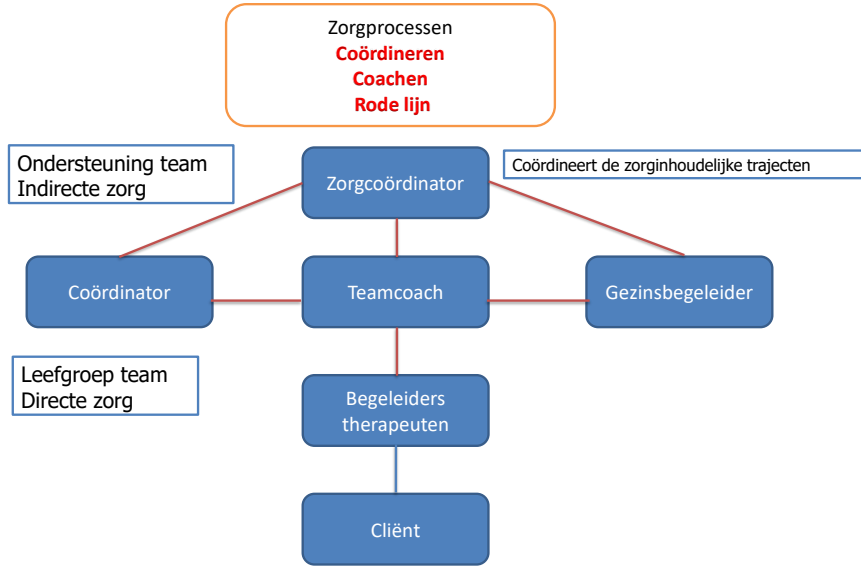 Zorgprocessen
Coördineren
Coachen
Rode lijn
Ondersteuning team
Indirecte zorg
Zorgcoördinator
Coördineert de zorginhoudelijke trajecten
Coördinator
Teamcoach
Gezinsbegeleider
Leefgroep team
Directe zorg
Begeleiders
therapeuten
Cliënt